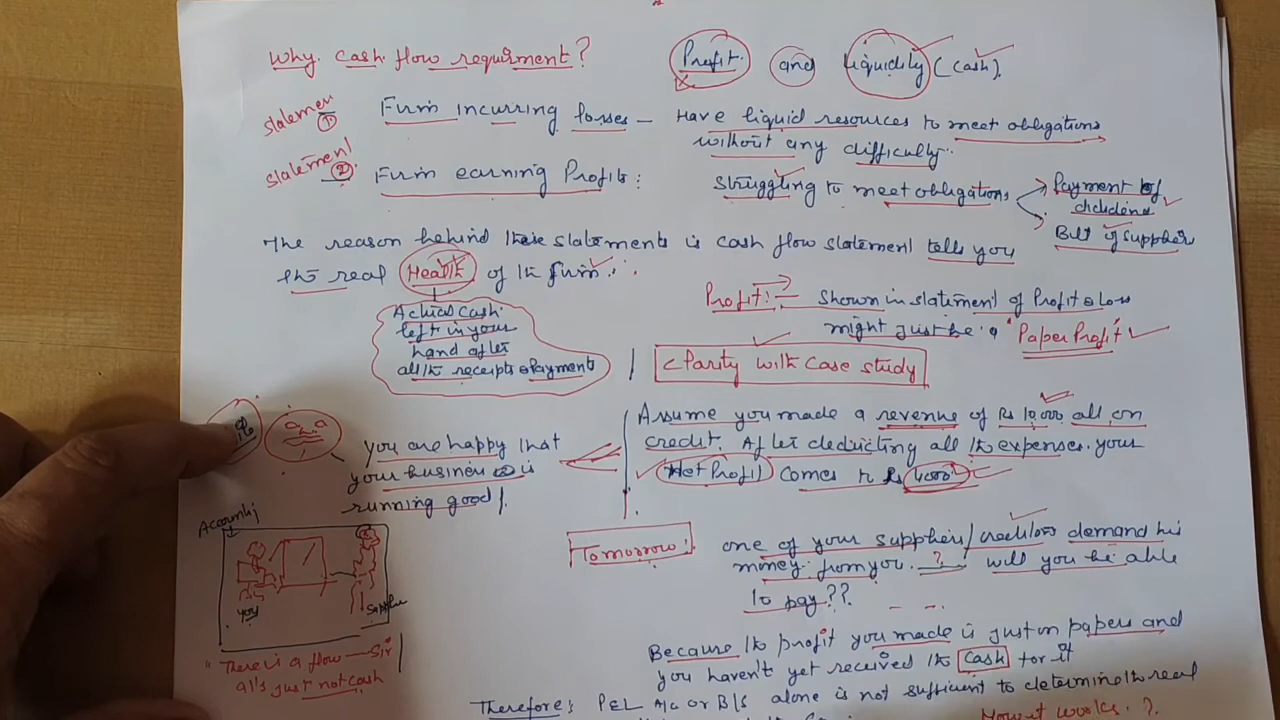 Why cash flow requirment?
Profit and liquidity (cash).
statement ①
Firm incurring losses – Have liquid resources to meet obligations
without any difficulty.
statement ②
Firm earning Profits: struggling to meet obligations
Payment of
dividend
Bill of supplier
The reason behind these statements is cash flow statement tells you
the real Health of the firm.
Actual cash
left in your
hand after
all the receipts & Payments
Profit:- shown in statement of Profit & Loss
might just be a "Paper Profit"
Clarity with case study
Assume you made a revenue of Rs 10,000 all on
credit. After deducting all the expenses. your
Net Profit comes to Rs 4000
you are happy that
your business is
running good!
Tomorrow:
one of your suppliers/creditors demand his
money from you. ? will you be able
to pay??
Accounting
you
supplier
"There is a flow – Sir
It's just not cash
Because the profit you made is just in papers and
you haven't yet received the cash for it
Therefore: P&L A/c or B/S alone is not sufficient to determine the real
How it works. ?